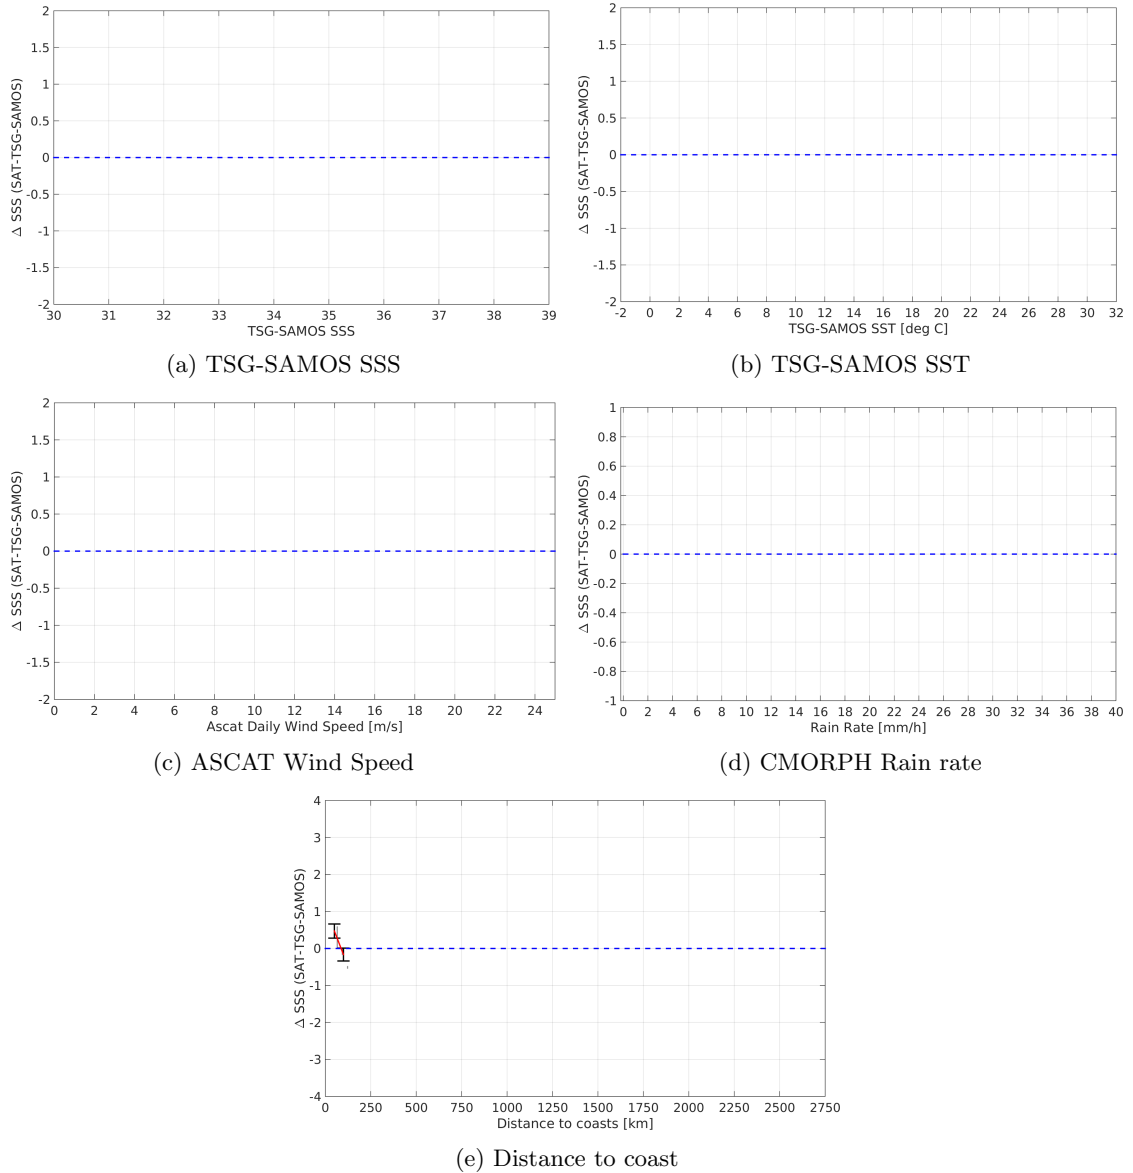 2
1.5
1
0.5
0
-0.5
-1
-1.5
-2
Δ SSS (SAT-TSG-SAMOS)
30 31 32 33 34 35 36 37 38 39
TSG-SAMOS SSS
(a) TSG-SAMOS SSS
2
1.5
1
0.5
0
-0.5
-1
-1.5
-2
Δ SSS (SAT-TSG-SAMOS)
-2 0 2 4 6 8 10 12 14 16 18 20 22 24 26 28 30 32
TSG-SAMOS SST [deg C]
(b) TSG-SAMOS SST
2
1.5
1
0.5
0
-0.5
-1
-1.5
-2
Δ SSS (SAT-TSG-SAMOS)
0 2 4 6 8 10 12 14 16 18 20 22 24
Ascat Daily Wind Speed [m/s]
(c) ASCAT Wind Speed
1
0.8
0.6
0.4
0.2
0
-0.2
-0.4
-0.6
-0.8
-1
Δ SSS (SAT-TSG-SAMOS)
0 2 4 6 8 10 12 14 16 18 20 22 24 26 28 30 32 34 36 38 40
Rain Rate [mm/h]
(d) CMORPH Rain rate
4
3
2
1
0
-1
-2
-3
-4
Δ SSS (SAT-TSG-SAMOS)
0 250 500 750 1000 1250 1500 1750 2000 2250 2500 2750
Distance to coasts [km]
(e) Distance to coast